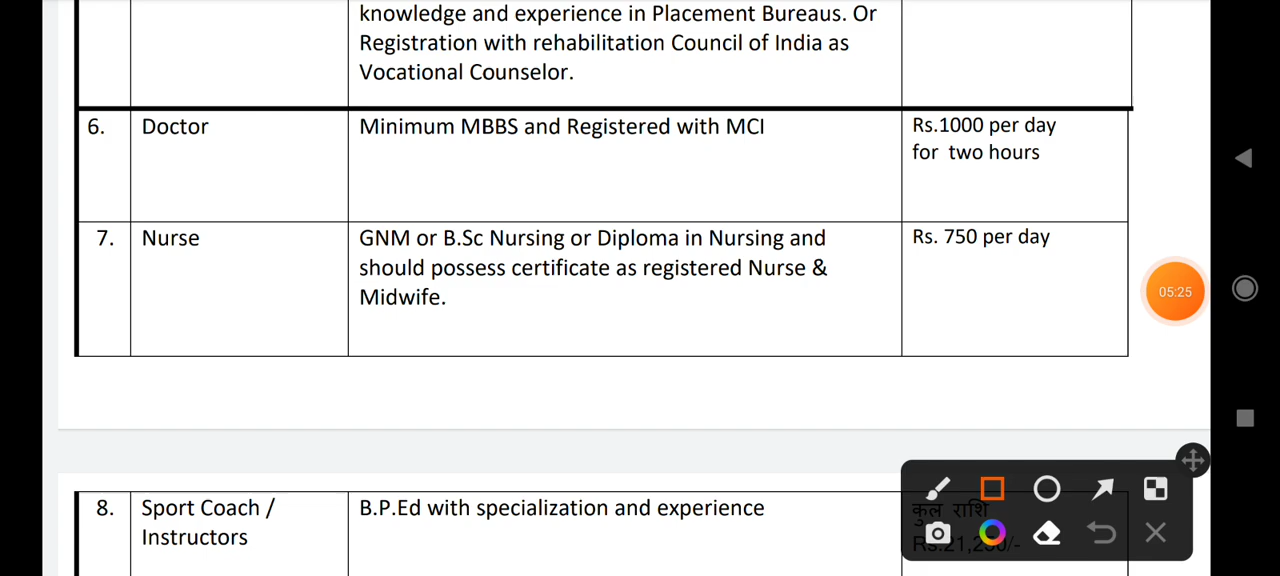 knowledge and experience in Placement Bureaus. Or
Registration with rehabilitation Council of India as
Vocational Counselor.
6. Doctor Minimum MBBS and Registered with MCI Rs.1000 per day
for two hours
7. Nurse GNM or B.Sc Nursing or Diploma in Nursing and Rs. 750 per day
should possess certificate as registered Nurse &
Midwife.
05:25
8. Sport Coach / B.P.Ed with specialization and experience कुल राशि
Instructors